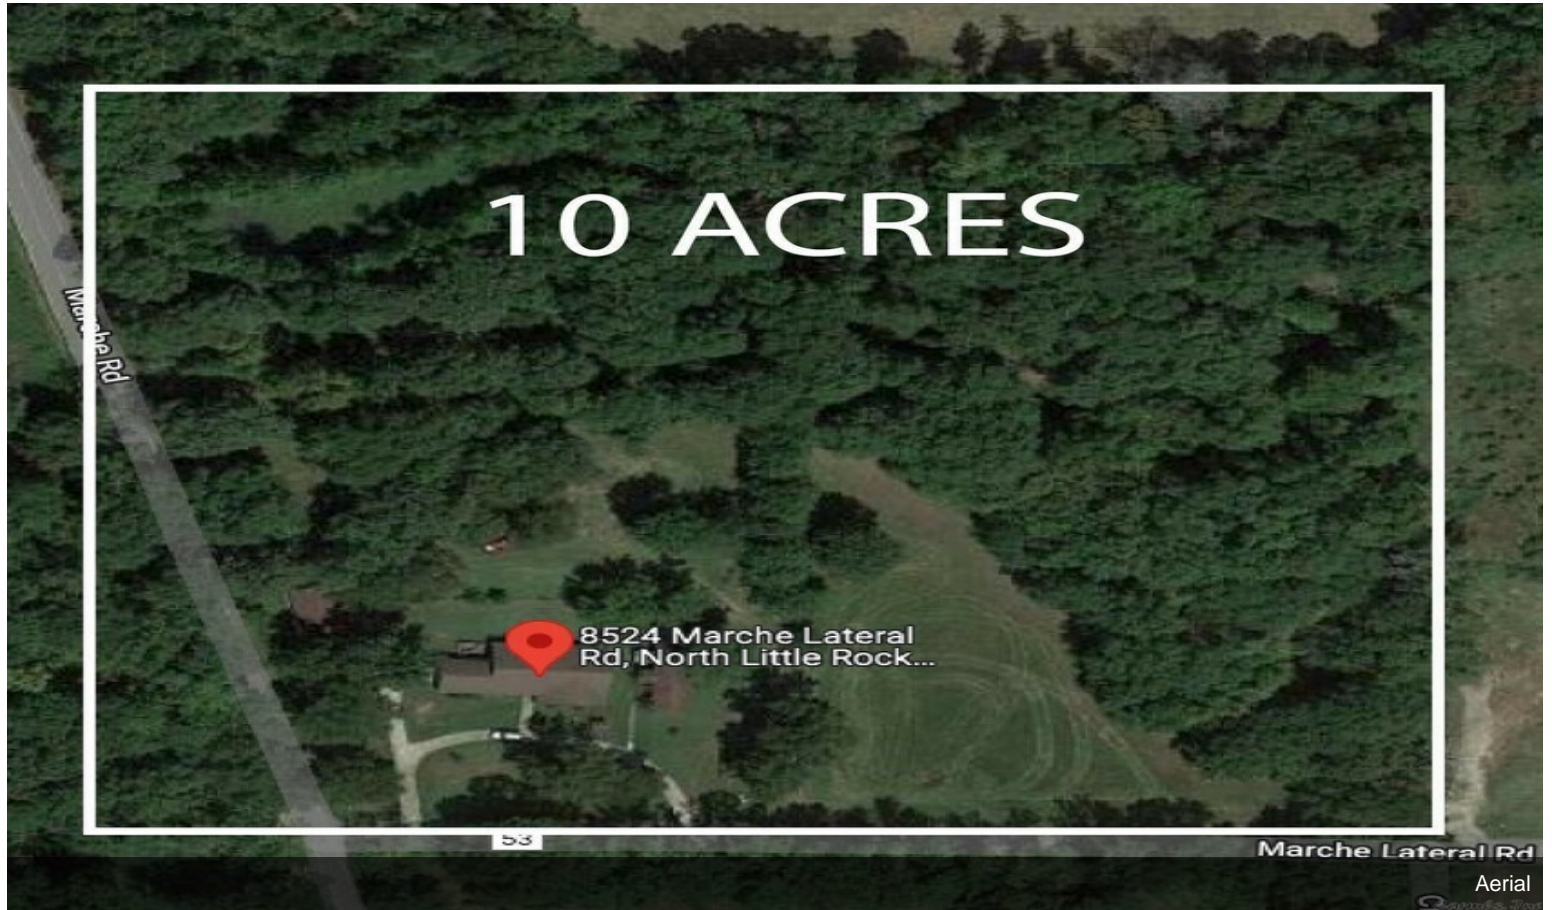 10 ACRES
Marche Rd
8524 Marche Lateral
Rd, North Little Rock...
53
Marche Lateral Rd
Aerial